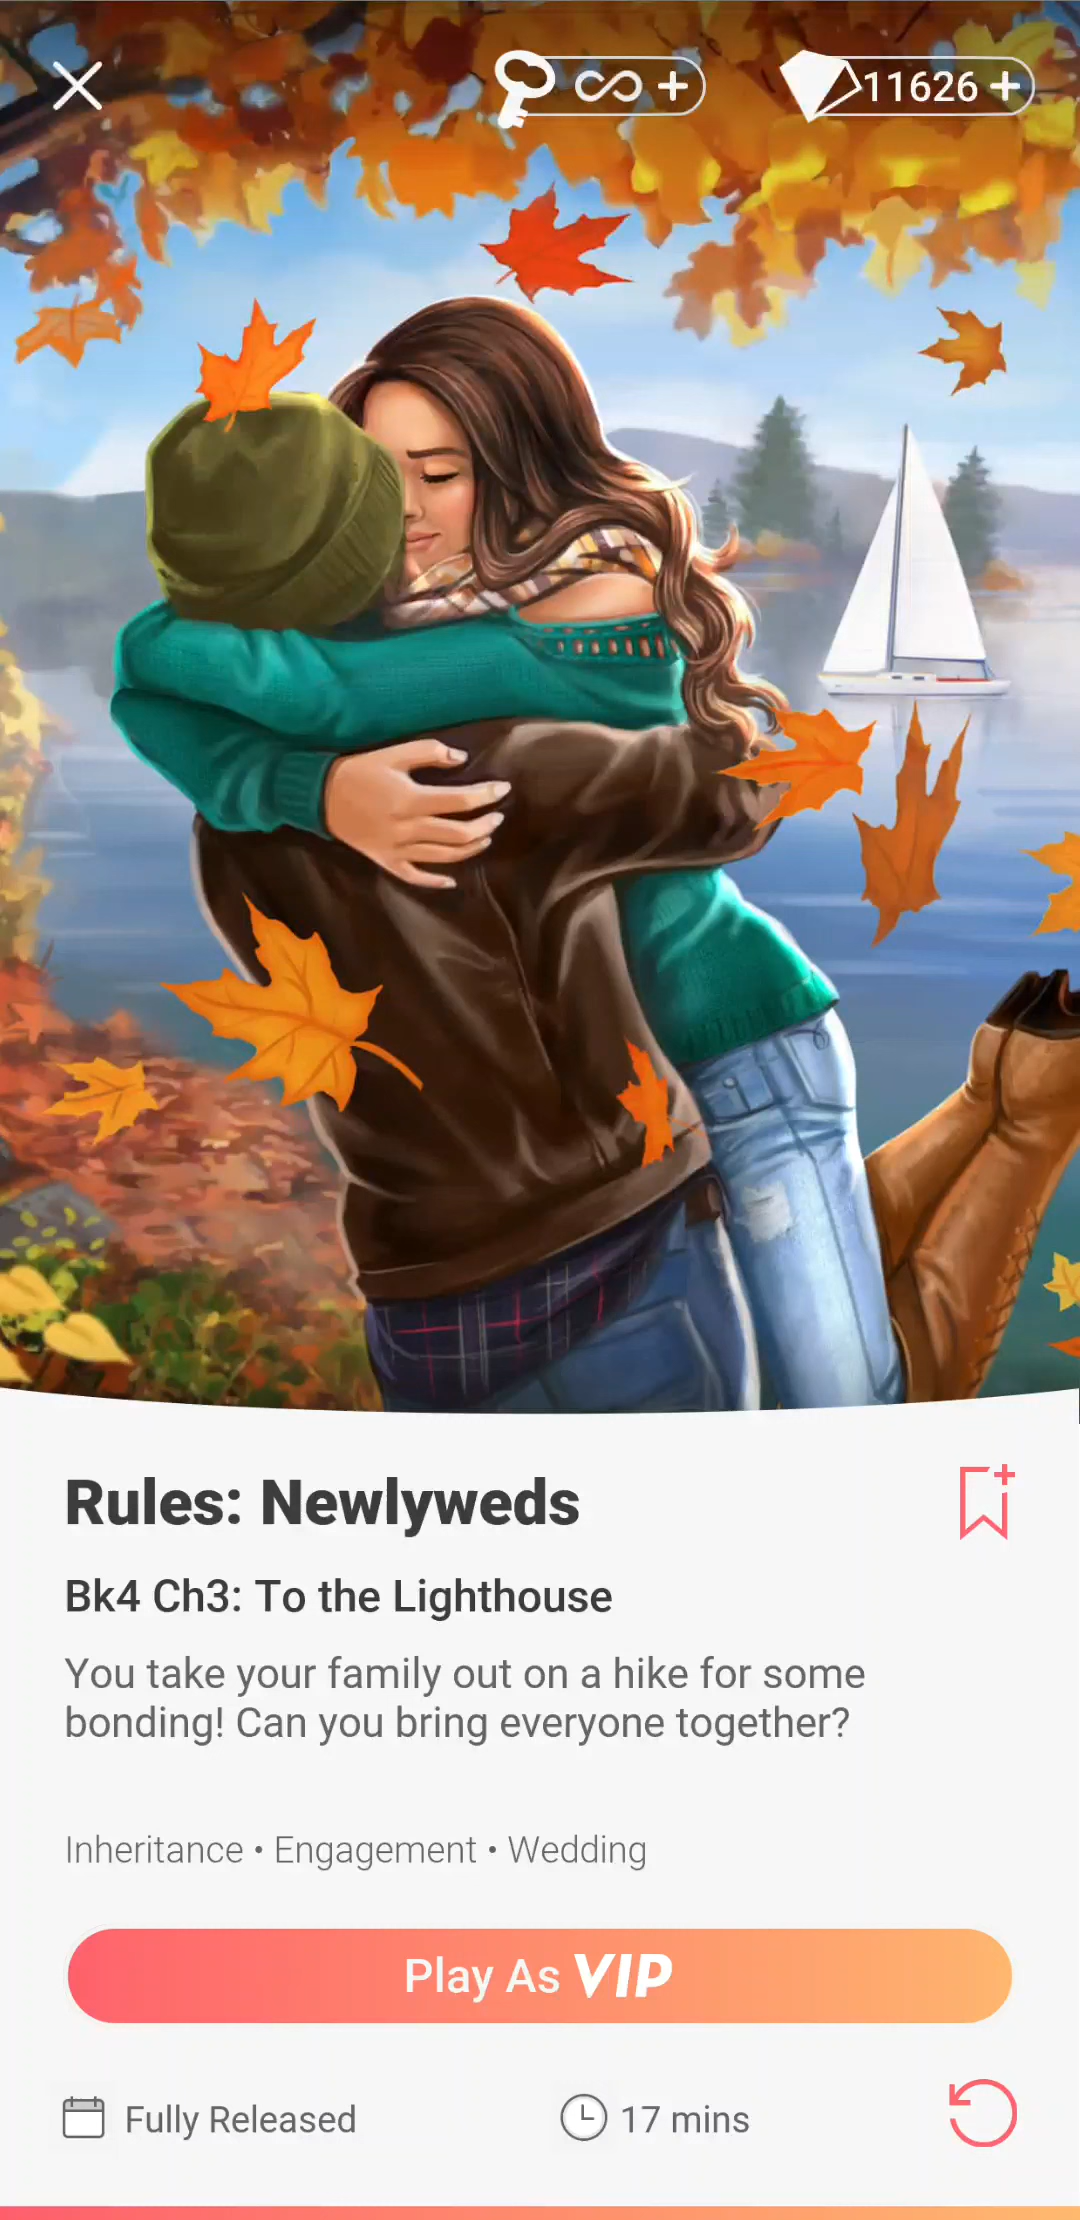 ∞ +
11626 +
Rules: Newlyweds
Bk4 Ch3: To the Lighthouse
You take your family out on a hike for some
bonding! Can you bring everyone together?
Inheritance • Engagement • Wedding
Play As VIP
Fully Released
17 mins